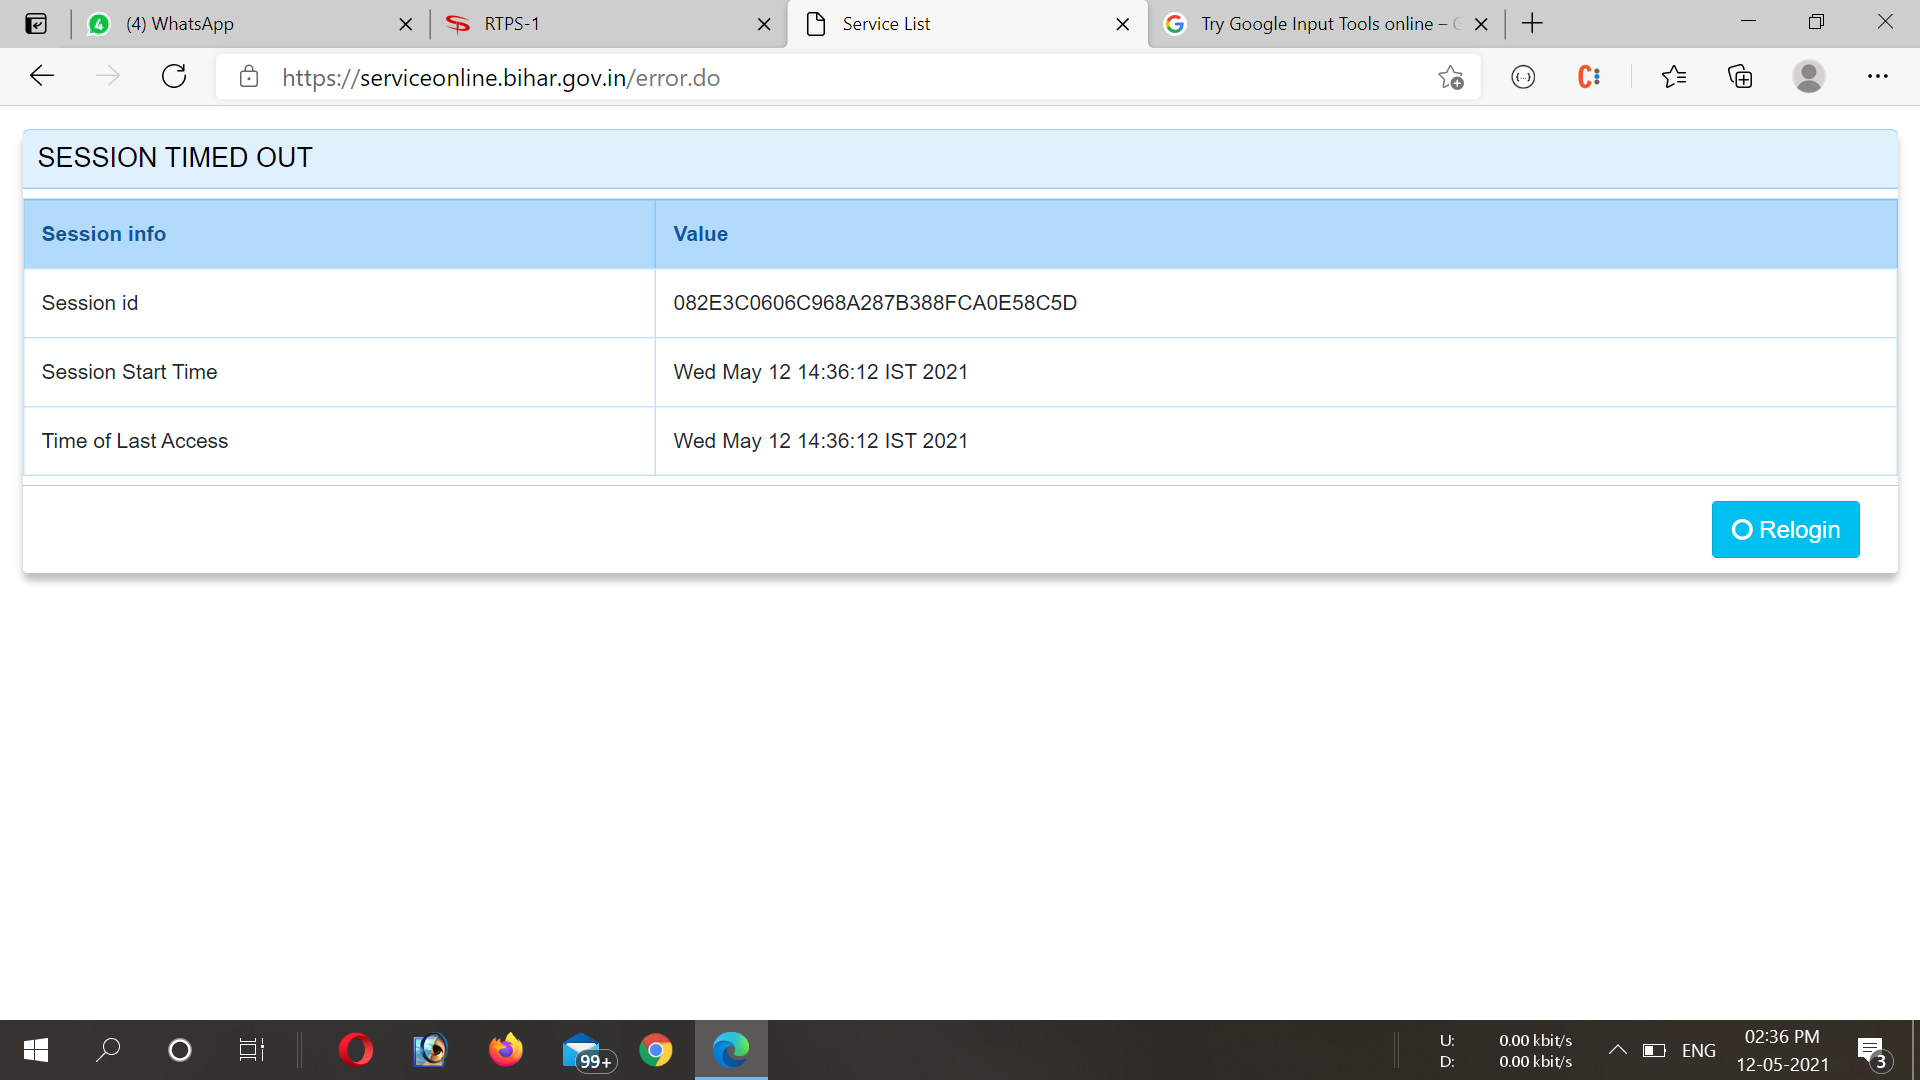 (4) WhatsApp
RTPS-1
Service List
Try Google Input Tools online –
https://serviceonline.bihar.gov.in/error.do
SESSION TIMED OUT
Session info Value
Session id 082E3C0606C968A287B388FCA0E58C5D
Session Start Time Wed May 12 14:36:12 IST 2021
Time of Last Access Wed May 12 14:36:12 IST 2021
Relogin
99+
U: 0.00 kbit/s
D: 0.00 kbit/s
ENG
02:36 PM
12-05-2021
3